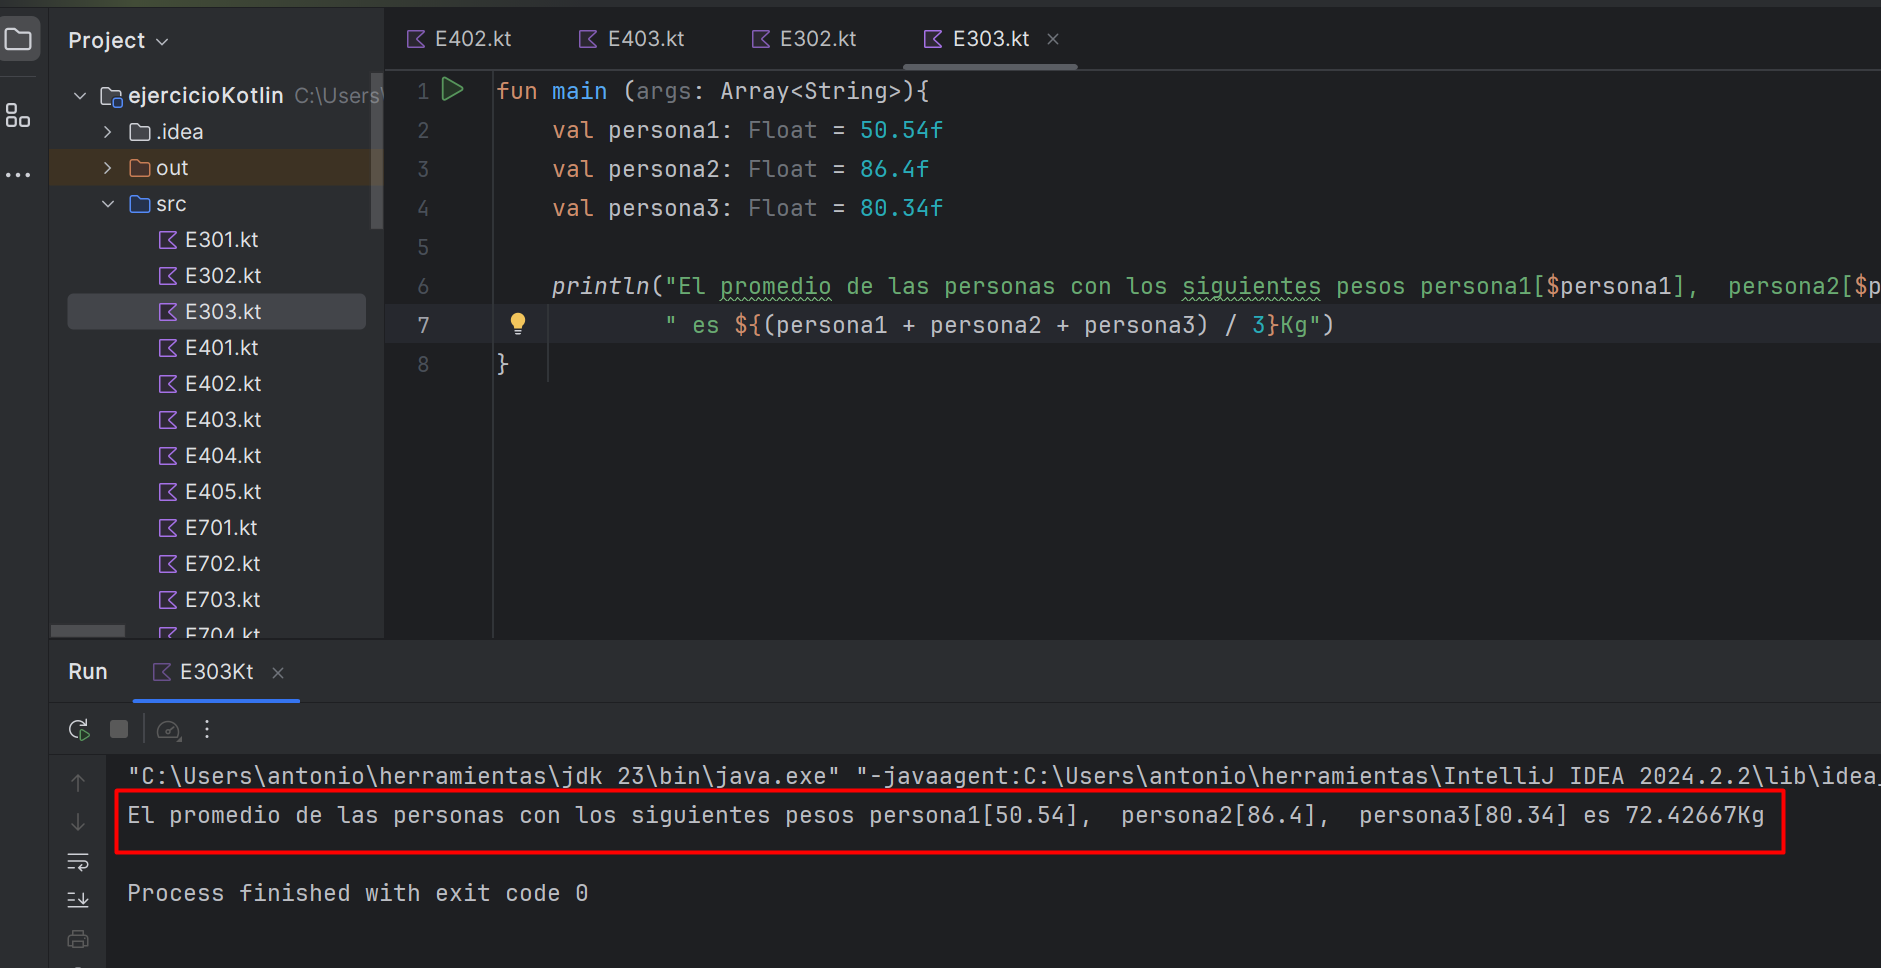 Project
ejercicioKotlin C:\Users\
.idea
out
src
E301.kt
E302.kt
E303.kt
E401.kt
E402.kt
E403.kt
E404.kt
E405.kt
E701.kt
E702.kt
E703.kt
E704.kt
E402.kt E403.kt E302.kt E303.kt
1 fun main (args: Array<String>){
2 val persona1: Float = 50.54f
3 val persona2: Float = 86.4f
4 val persona3: Float = 80.34f
5
6 println("El promedio de las personas con los siguientes pesos persona1[$persona1],  persona2[$p
7 " es ${(persona1 + persona2 + persona3) / 3}Kg")
8 }
Run E303Kt
"C:\Users\antonio\herramientas\jdk 23\bin\java.exe" "-javaagent:C:\Users\antonio\herramientas\IntelliJ IDEA 2024.2.2\lib\idea_
El promedio de las personas con los siguientes pesos persona1[50.54],  persona2[86.4],  persona3[80.34] es 72.42667Kg
Process finished with exit code 0